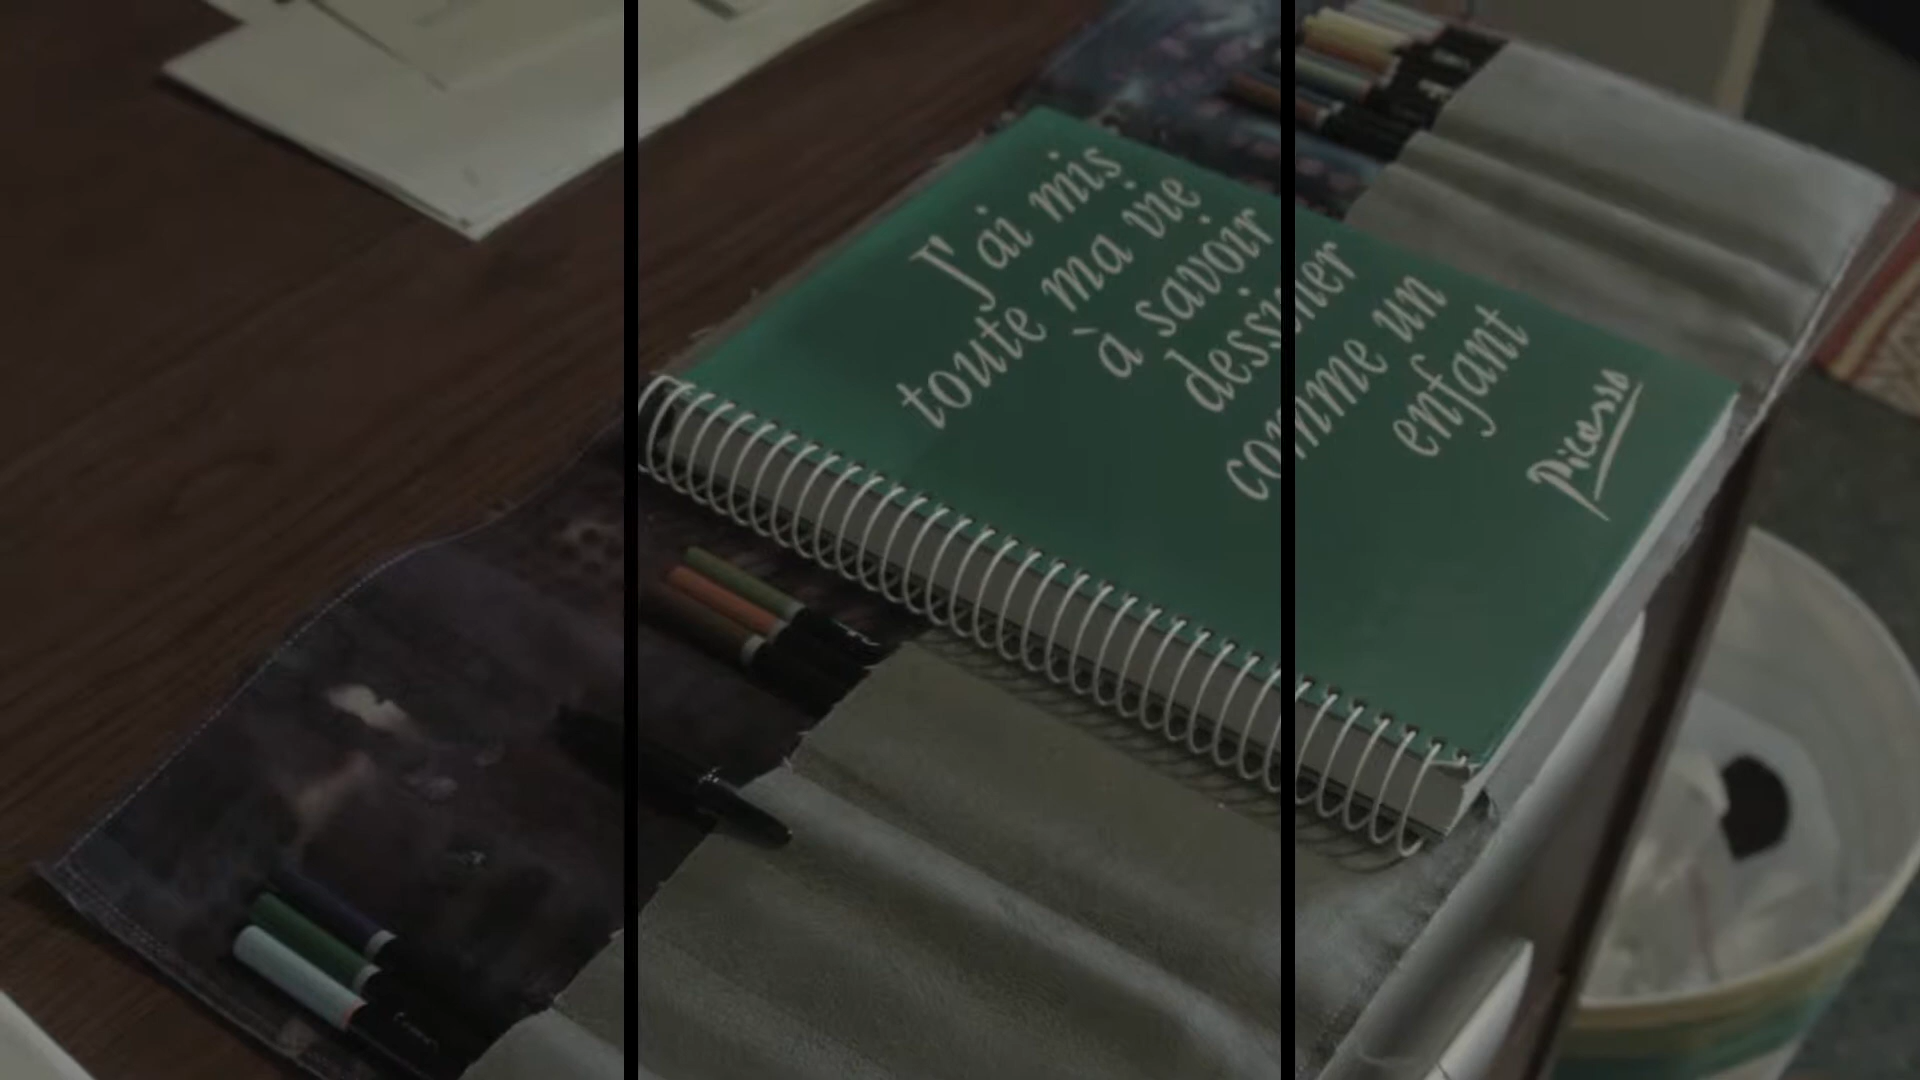 J'ai mis
toute ma vie
à savoir
dessiner
comme un
enfant
Picasso